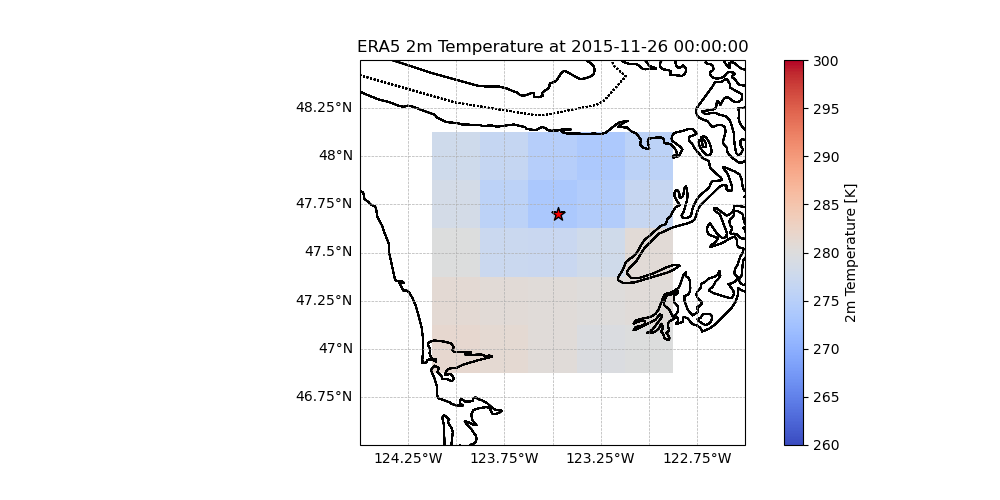 ERA5 2m Temperature at 2015-11-26 00:00:00
48.25°N
48°N
47.75°N
47.5°N
47.25°N
47°N
46.75°N
124.25°W 123.75°W 123.25°W 122.75°W
300
295
290
285
280
275
270
265
260
2m Temperature [K]